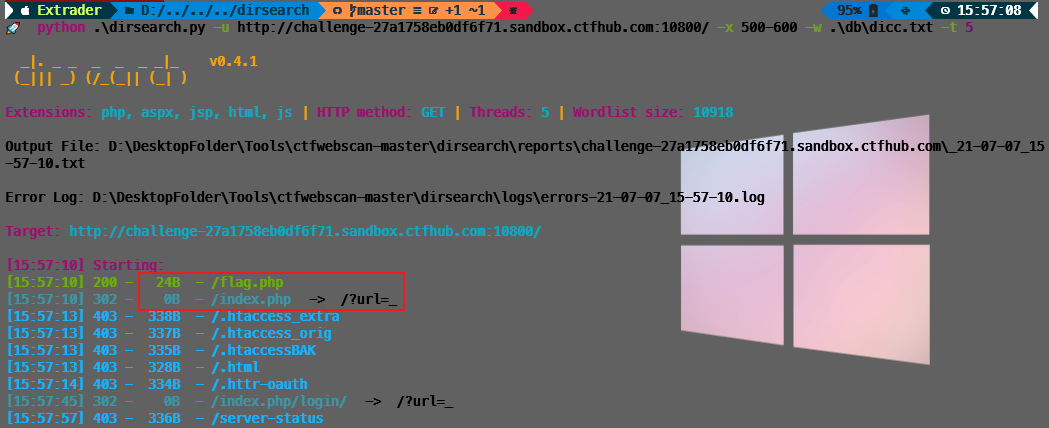 Extrader D:/../../../dirsearch master ≡ +1 ~1 95% 15:57:08
python .\dirsearch.py -u http://challenge-27a1758eb0df6f71.sandbox.ctfhub.com:10800/ -x 500-600 -w .\db\dicc.txt -t 5
_|. _ _  _  _  _ _|_    v0.4.1
(_||| _) (/_(_|| (_| )
Extensions: php, aspx, jsp, html, js | HTTP method: GET | Threads: 5 | Wordlist size: 10918
Output File: D:\DesktopFolder\Tools\ctfwebscan-master\dirsearch\reports\challenge-27a1758eb0df6f71.sandbox.ctfhub.com\_21-07-07_15
-57-10.txt
Error Log: D:\DesktopFolder\Tools\ctfwebscan-master\dirsearch\logs\errors-21-07-07_15-57-10.log
Target: http://challenge-27a1758eb0df6f71.sandbox.ctfhub.com:10800/
[15:57:10] Starting:
[15:57:10] 200 -   24B  - /flag.php
[15:57:10] 302 -    0B  - /index.php  ->  /?url=_
[15:57:13] 403 -  338B  - /.htaccess_extra
[15:57:13] 403 -  337B  - /.htaccess_orig
[15:57:13] 403 -  335B  - /.htaccessBAK
[15:57:13] 403 -  328B  - /.html
[15:57:14] 403 -  334B  - /.httr-oauth
[15:57:45] 302 -    0B  - /index.php/login/  ->  /?url=_
[15:57:57] 403 -  336B  - /server-status